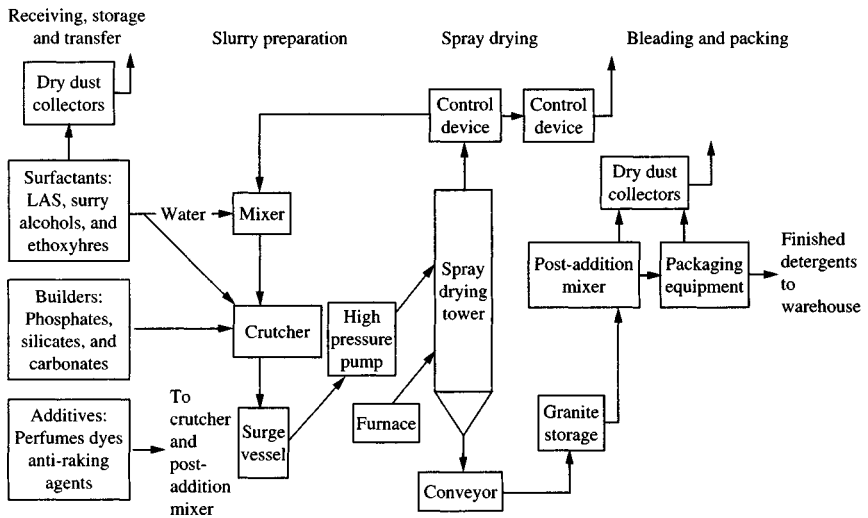 Receiving, storage
and transfer
Slurry preparation
Spray drying
Bleading and packing
Dry dust
collectors
Control
device
Control
device
Surfactants:
LAS, surry
alcohols, and
ethoxyhres
Water
Mixer
Dry dust
collectors
Builders:
Phosphates,
silicates, and
carbonates
Crutcher
High
pressure
pump
Spray
drying
tower
Post-addition
mixer
Packaging
equipment
Finished
detergents
to
warehouse
Additives:
Perfumes dyes
anti-raking
agents
To
crutcher
and
post-
addition
mixer
Surge
vessel
Furnace
Granite
storage
Conveyor